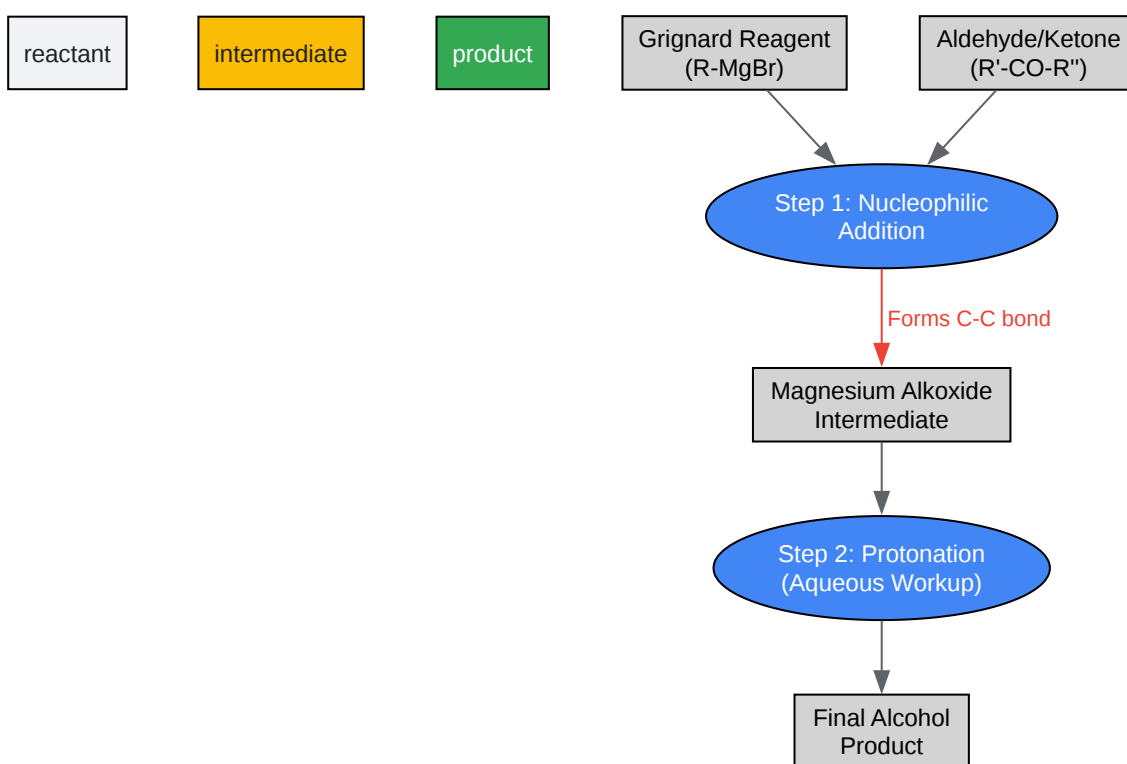 reactant
intermediate
product
Grignard Reagent
(R-MgBr)
Aldehyde/Ketone
(R'-CO-R")
Step 1: Nucleophilic
Addition
Forms C-C bond
Magnesium Alkoxide
Intermediate
Step 2: Protonation
(Aqueous Workup)
Final Alcohol
Product